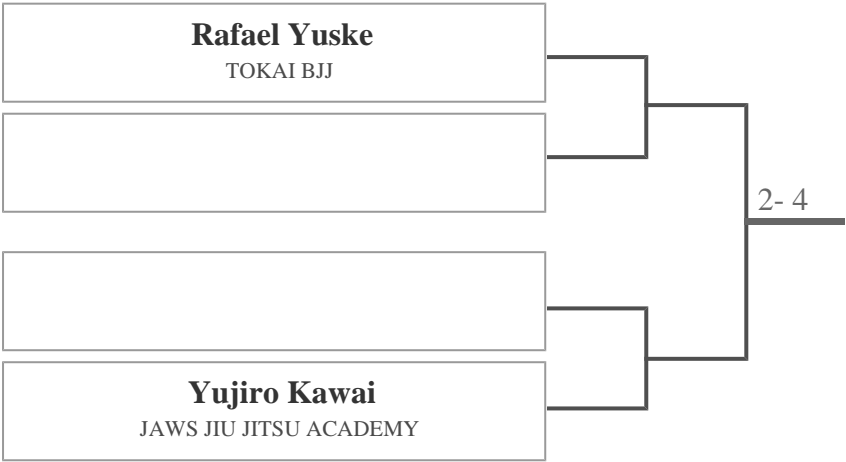 Rafael Yuske
TOKAI BJJ
2- 4
Yujiro Kawai
JAWS JIU JITSU ACADEMY